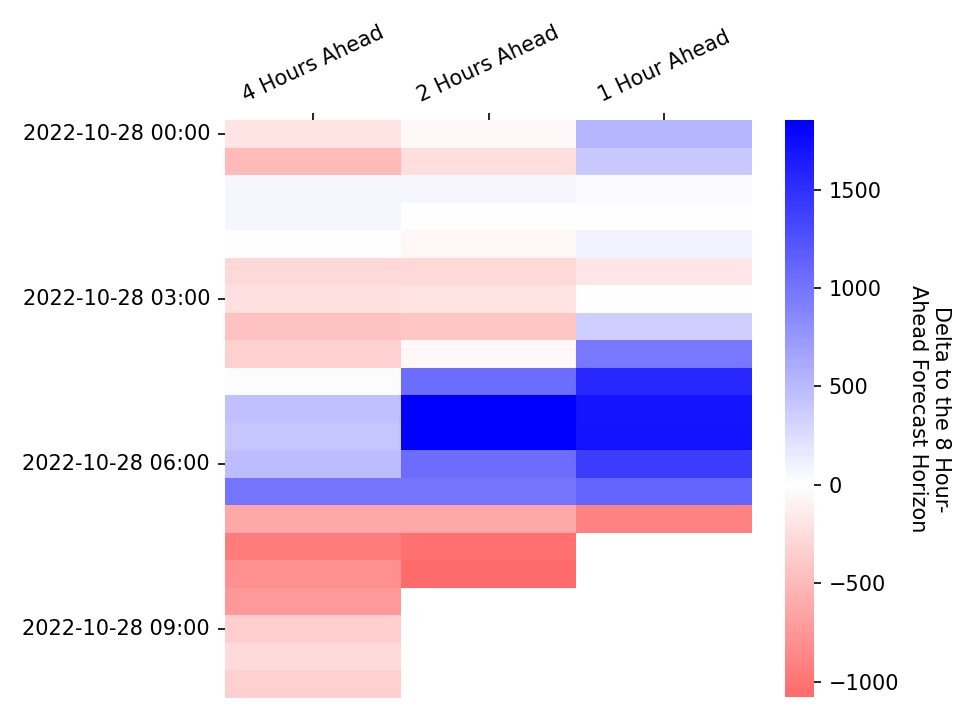 4 Hours Ahead
2 Hours Ahead
1 Hour Ahead
2022-10-28 00:00
2022-10-28 03:00
2022-10-28 06:00
2022-10-28 09:00
1500
1000
500
0
−500
−1000
Delta to the 8 Hour-
Ahead Forecast Horizon